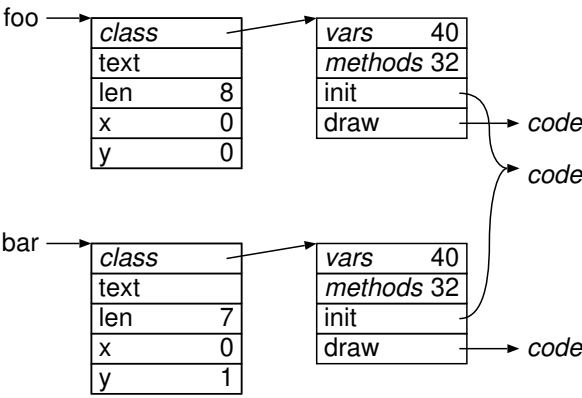 foo
class
text
len 8
x 0
y 0
vars 40
methods 32
init
draw
code
code
bar
class
text
len 7
x 0
y 1
vars 40
methods 32
init
draw
code